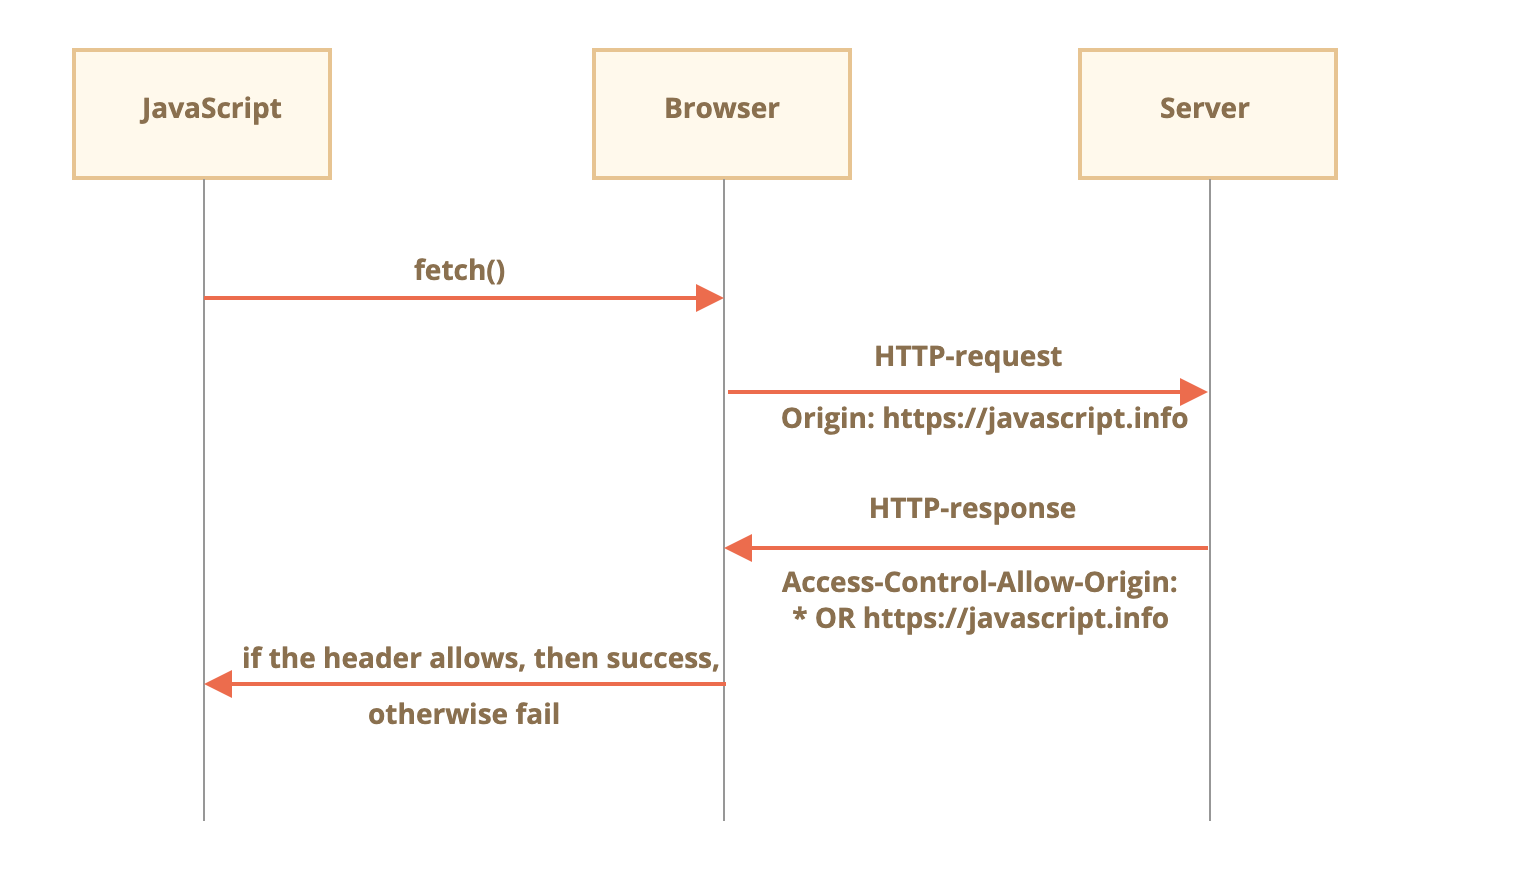 JavaScript
Browser
Server
fetch()
HTTP-request
Origin: https://javascript.info
HTTP-response
Access-Control-Allow-Origin:
* OR https://javascript.info
if the header allows, then success,
otherwise fail